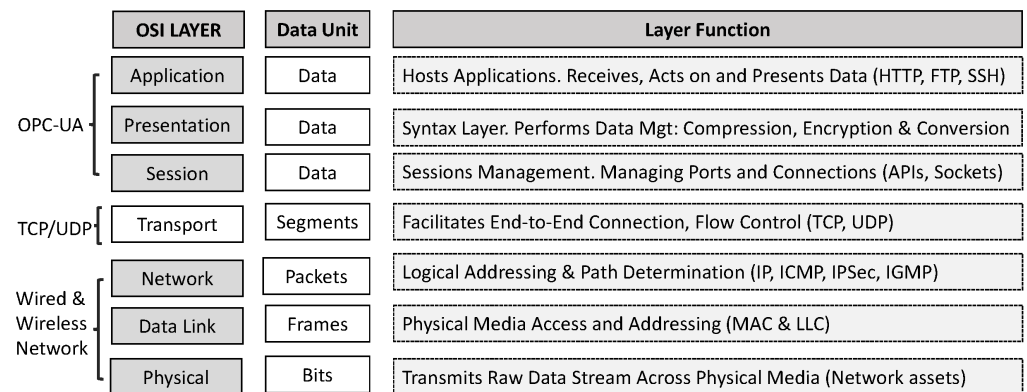 OSI LAYER Data Unit Layer Function
Application Data Hosts Applications. Receives, Acts on and Presents Data (HTTP, FTP, SSH)
OPC-UA Presentation Data Syntax Layer. Performs Data Mgt: Compression, Encryption & Conversion
Session Data Sessions Management. Managing Ports and Connections (APIs, Sockets)
TCP/UDP Transport Segments Facilitates End-to-End Connection, Flow Control (TCP, UDP)
Network Packets Logical Addressing & Path Determination (IP, ICMP, IPSec, IGMP)
Wired &
Wireless
Network
Data Link Frames Physical Media Access and Addressing (MAC & LLC)
Physical Bits Transmits Raw Data Stream Across Physical Media (Network assets)